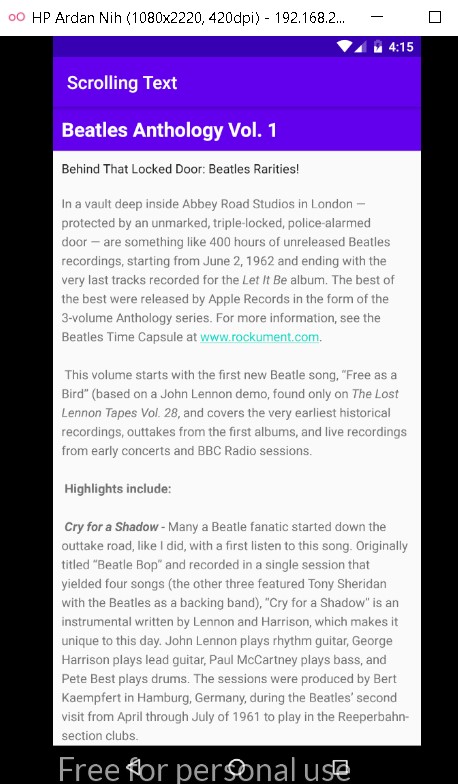 HP Ardan Nih (1080x2220, 420dpi) - 192.168.2...
4:15
Scrolling Text
Beatles Anthology Vol. 1
Behind That Locked Door: Beatles Rarities!
In a vault deep inside Abbey Road Studios in London —
protected by an unmarked, triple-locked, police-alarmed
door — are something like 400 hours of unreleased Beatles
recordings, starting from June 2, 1962 and ending with the
very last tracks recorded for the Let It Be album. The best of
the best were released by Apple Records in the form of the
3-volume Anthology series. For more information, see the
Beatles Time Capsule at www.rockument.com.
This volume starts with the first new Beatle song, “Free as a
Bird” (based on a John Lennon demo, found only on The Lost
Lennon Tapes Vol. 28, and covers the very earliest historical
recordings, outtakes from the first albums, and live recordings
from early concerts and BBC Radio sessions.
Highlights include:
Cry for a Shadow - Many a Beatle fanatic started down the
outtake road, like I did, with a first listen to this song. Originally
titled “Beatle Bop” and recorded in a single session that
yielded four songs (the other three featured Tony Sheridan
with the Beatles as a backing band), “Cry for a Shadow” is an
instrumental written by Lennon and Harrison, which makes it
unique to this day. John Lennon plays rhythm guitar, George
Harrison plays lead guitar, Paul McCartney plays bass, and
Pete Best plays drums. The sessions were produced by Bert
Kaempfert in Hamburg, Germany, during the Beatles’ second
visit from April through July of 1961 to play in the Reeperbahn-
section clubs.
Free for personal use